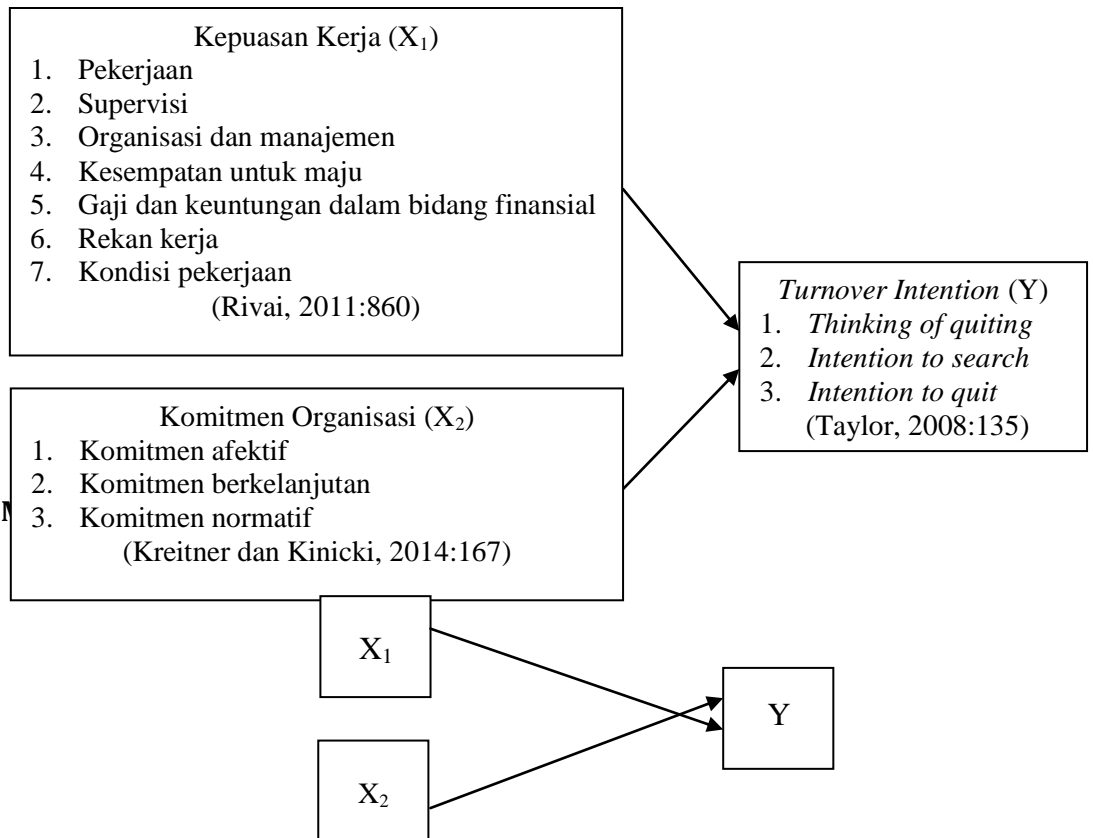 Kepuasan Kerja (X₁)
1. Pekerjaan
2. Supervisi
3. Organisasi dan manajemen
4. Kesempatan untuk maju
5. Gaji dan keuntungan dalam bidang finansial
6. Rekan kerja
7. Kondisi pekerjaan
(Rivai, 2011:860)
Turnover Intention (Y)
1. Thinking of quiting
2. Intention to search
3. Intention to quit
(Taylor, 2008:135)
Komitmen Organisasi (X₂)
1. Komitmen afektif
2. Komitmen berkelanjutan
3. Komitmen normatif
(Kreitner dan Kinicki, 2014:167)
X₁
Y
X₂